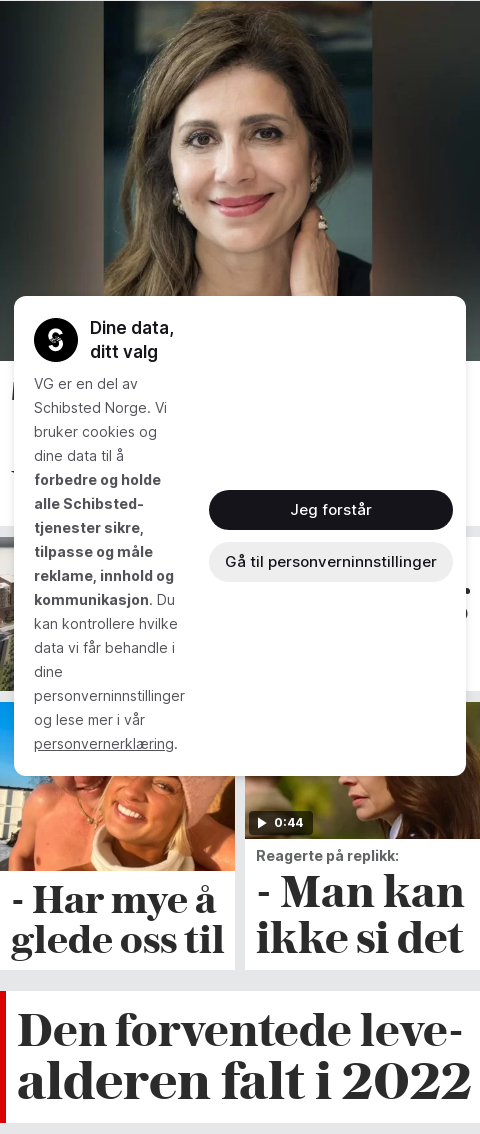 Dine data,
ditt valg
VG er en del av
Schibsted Norge. Vi
bruker cookies og
dine data til å
forbedre og holde
alle Schibsted-
tjenester sikre,
tilpasse og måle
reklame, innhold og
kommunikasjon. Du
kan kontrollere hvilke
data vi får behandle i
dine
personverninnstillinger
og lese mer i vår
personvernerklæring.
Jeg forstår
Gå til personverninnstillinger
0:44
- Har mye å
glede oss til
Reagerte på replikk:
- Man kan
ikke si det
Den forventede leve-
alderen falt i 2022